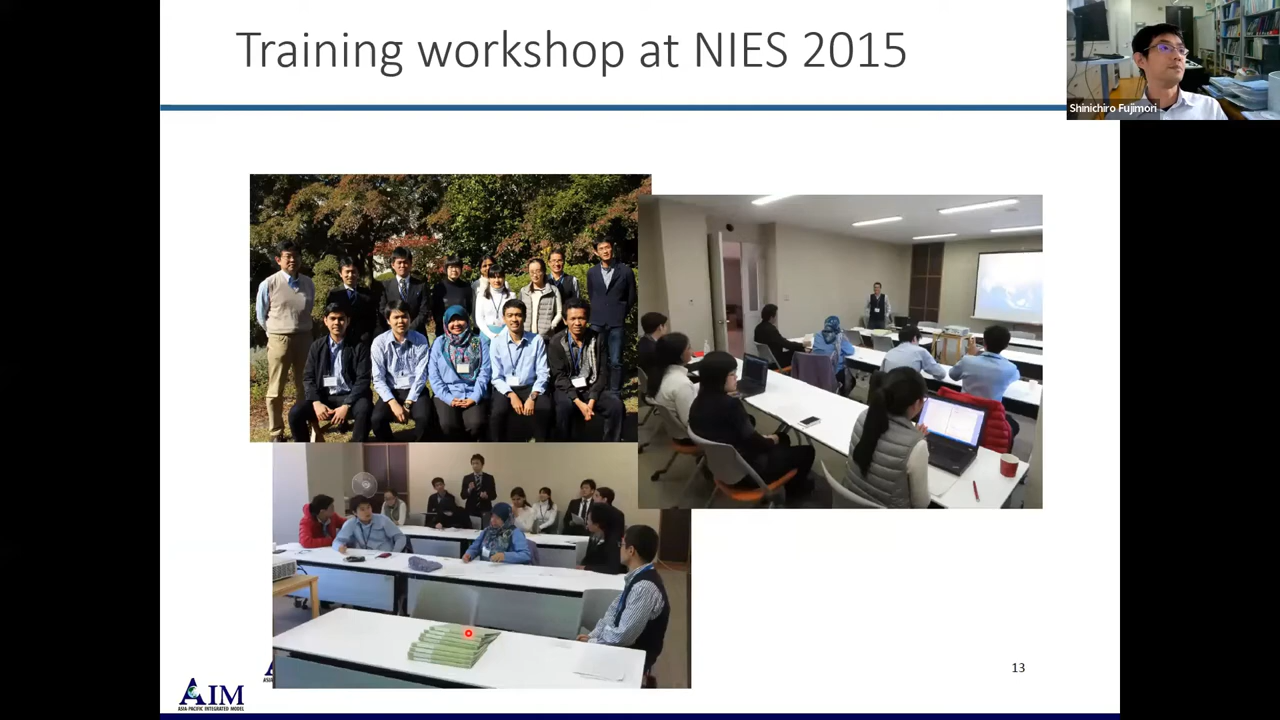 Training workshop at NIES 2015
Shinichiro Fujimori
13
AIM
ASIA-PACIFIC INTEGRATED MODEL